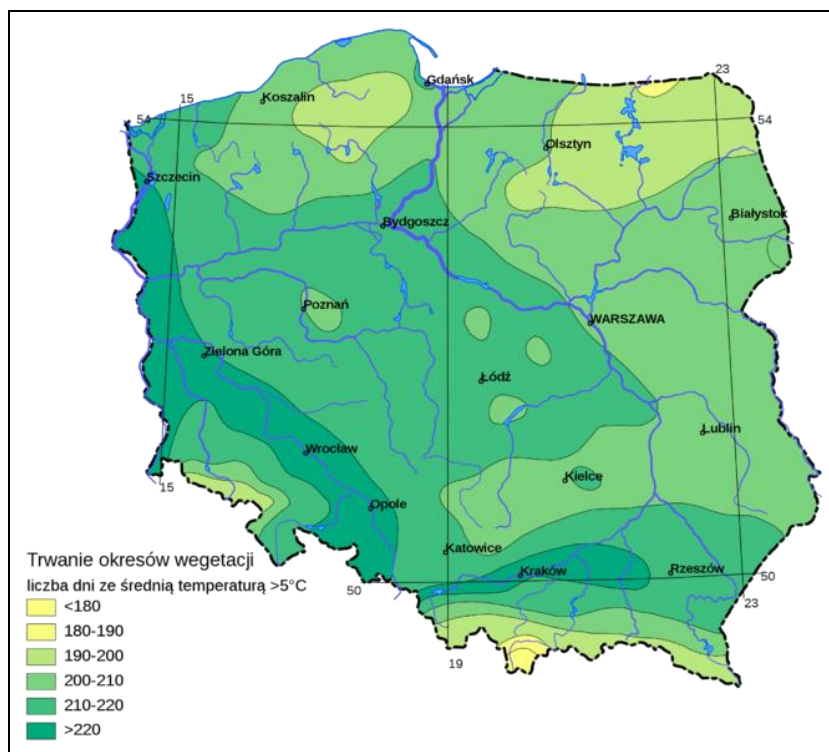 23
Gdańsk
15
Koszalin
54
54
Olsztyn
Szczecin
Białystok
Bydgoszcz
Poznań
WARSZAWA
Zielona Góra
Łódź
Lublin
Wrocław
Kielce
15
Opole
Katowice
Kraków
Rzeszów
50
50
23
19
Trwanie okresów wegetacji
liczba dni ze średnią temperaturą >5°C
<180
180-190
190-200
200-210
210-220
>220